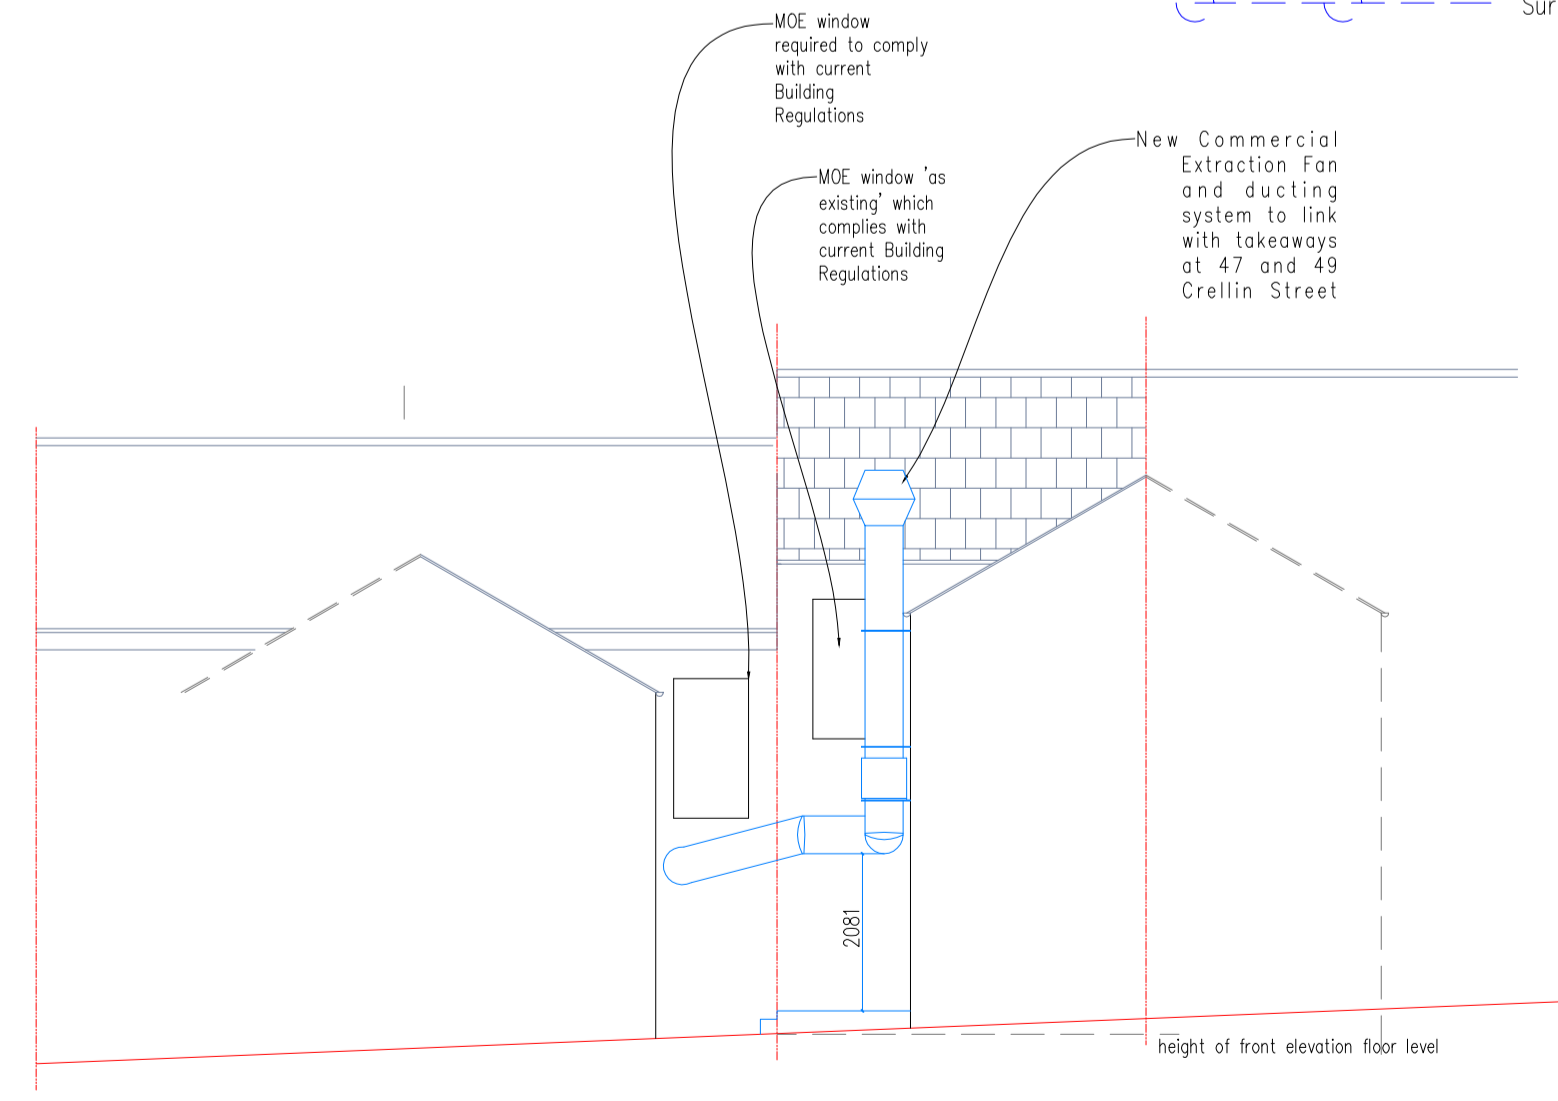 Sur
MOE window
required to comply
with current
Building
Regulations
MOE window 'as
existing' which
complies with
current Building
Regulations
New Commercial
Extraction Fan
and ducting
system to link
with takeaways
at 47 and 49
Crellin Street
2081
height of front elevation floor level